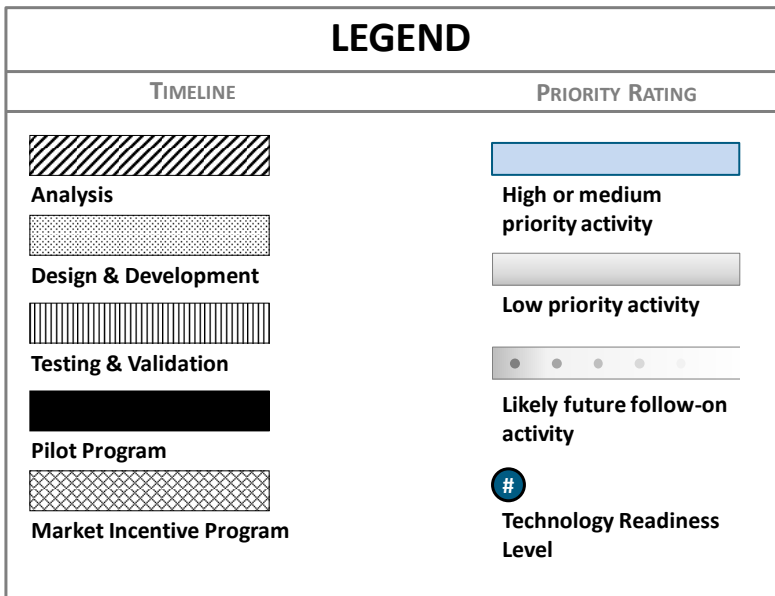 LEGEND
TIMELINE
PRIORITY RATING
Analysis
Design & Development
Testing & Validation
Pilot Program
Market Incentive Program
High or medium
priority activity
Low priority activity
Likely future follow-on
activity
#
Technology Readiness
Level